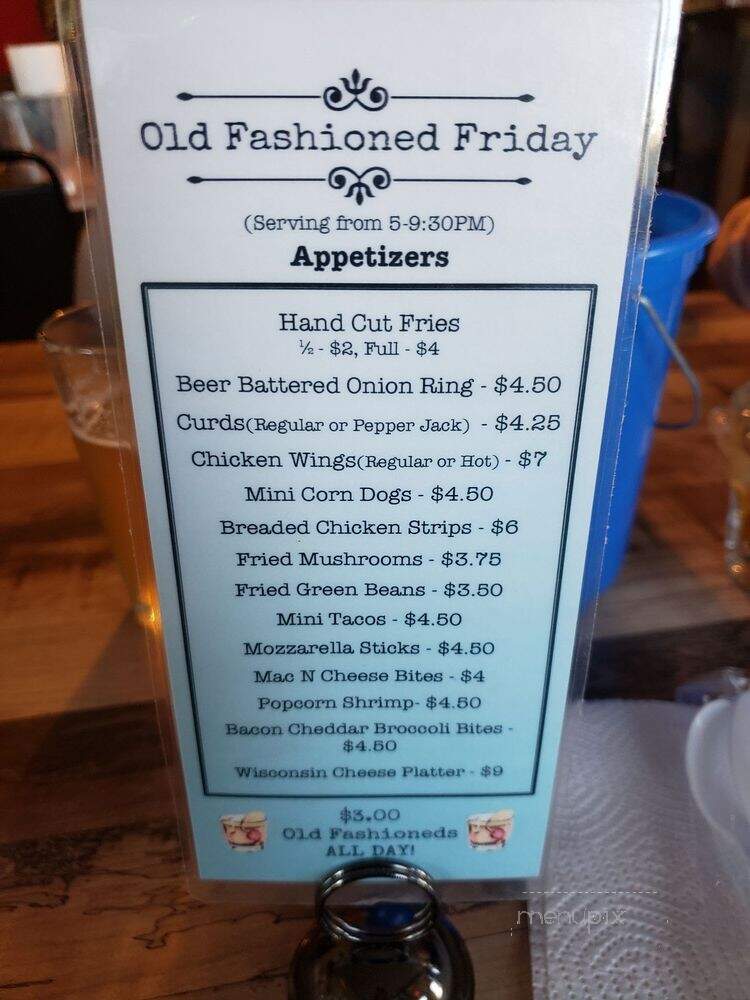 Old Fashioned Friday
(Serving from 5-9:30PM)
Appetizers
Hand Cut Fries
½ - $2, Full - $4
Beer Battered Onion Ring - $4.50
Curds(Regular or Pepper Jack) - $4.25
Chicken Wings(Regular or Hot) - $7
Mini Corn Dogs - $4.50
Breaded Chicken Strips - $6
Fried Mushrooms - $3.75
Fried Green Beans - $3.50
Mini Tacos - $4.50
Mozzarella Sticks - $4.50
Mac N Cheese Bites - $4
Popcorn Shrimp- $4.50
Bacon Cheddar Broccoli Bites -
$4.50
Wisconsin Cheese Platter - $9
$3.00
Old Fashioneds
ALL DAY!
menupix